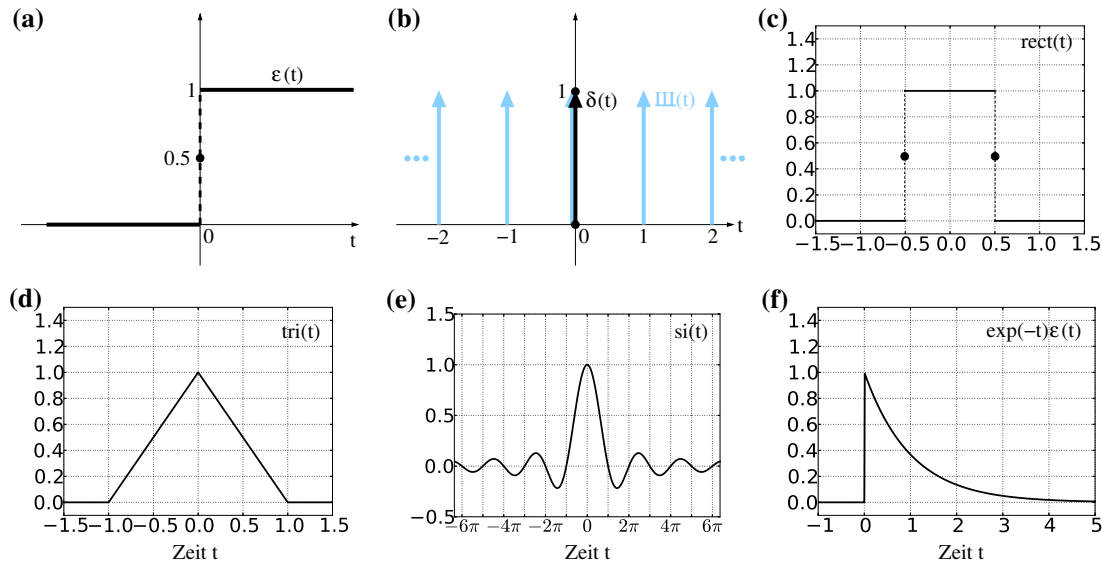 (a)
ε(t)
1
0.5
0
t
(b)
1
δ(t)
Ш(t)
... ...
−2 −1 0 1 2 t
(c)
rect(t)
1.4
1.2
1.0
0.8
0.6
0.4
0.2
0.0
−1.5 −1.0 −0.5 0.0 0.5 1.0 1.5
(d)
tri(t)
1.4
1.2
1.0
0.8
0.6
0.4
0.2
0.0
−1.5 −1.0 −0.5 0.0 0.5 1.0 1.5
Zeit t
(e)
si(t)
1.5
1.0
0.5
0.0
−0.5
−6π −4π −2π 0 2π 4π 6π
Zeit t
(f)
exp(−t)ε(t)
1.4
1.2
1.0
0.8
0.6
0.4
0.2
0.0
−1 0 1 2 3 4 5
Zeit t